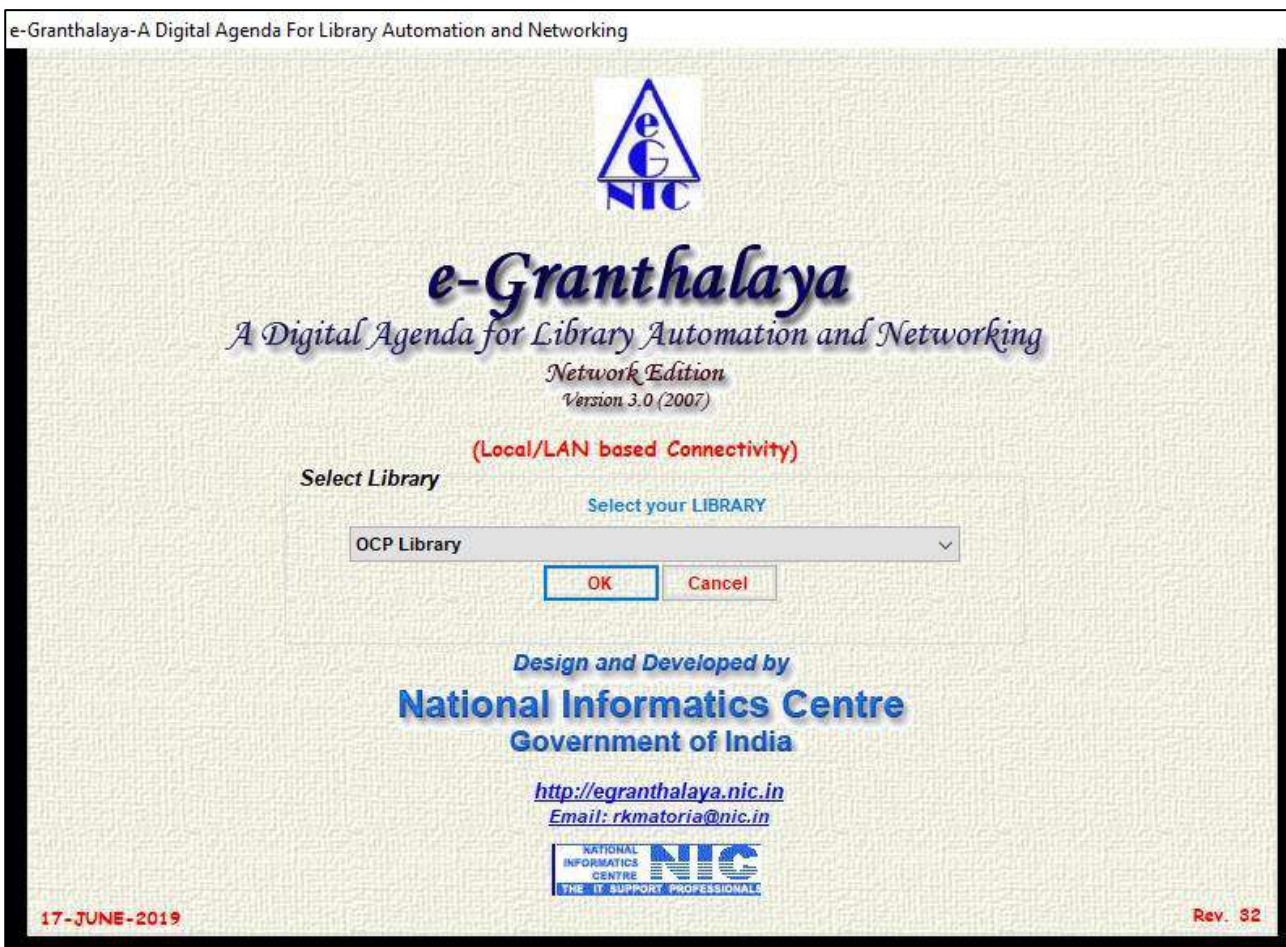 e-Granthalaya-A Digital Agenda For Library Automation and Networking
e
G
NIC
e-Granthalaya
A Digital Agenda for Library Automation and Networking
Network Edition
Version 3.0 (2007)
(Local/LAN based Connectivity)
Select Library
Select your LIBRARY
OCP Library
OK Cancel
Design and Developed by
National Informatics Centre
Government of India
http://egranthalaya.nic.in
Email: rkmatoria@nic.in
NATIONAL
INFORMATICS
CENTRE
NIC
THE IT SUPPORT PROFESSIONALS
17-JUNE-2019 Rev. 32